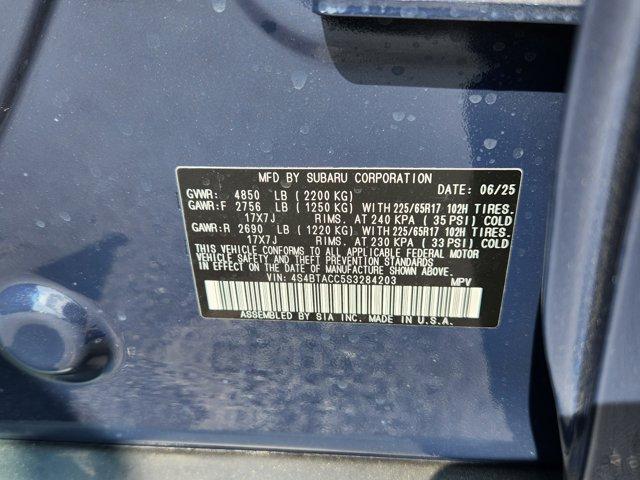 MFD BY SUBARU CORPORATION
GVWR: 4850 LB ( 2200 KG) DATE: 06/25
GAWR:F 2756 LB ( 1250 KG) WITH 225/65R17 102H TIRES.
17X7J RIMS. AT 240 KPA ( 35 PSI) COLD
GAWR:R 2690 LB ( 1220 KG) WITH 225/65R17 102H TIRES.
17X7J RIMS. AT 230 KPA ( 33 PSI) COLD
THIS VEHICLE CONFORMS TO ALL APPLICABLE FEDERAL MOTOR
VEHICLE SAFETY AND THEFT PREVENTION STANDARDS
IN EFFECT ON THE DATE OF MANUFACTURE SHOWN ABOVE.
VIN: 4S4BTACC5S3284203 MPV
ASSEMBLED BY SIA INC. MADE IN U.S.A.